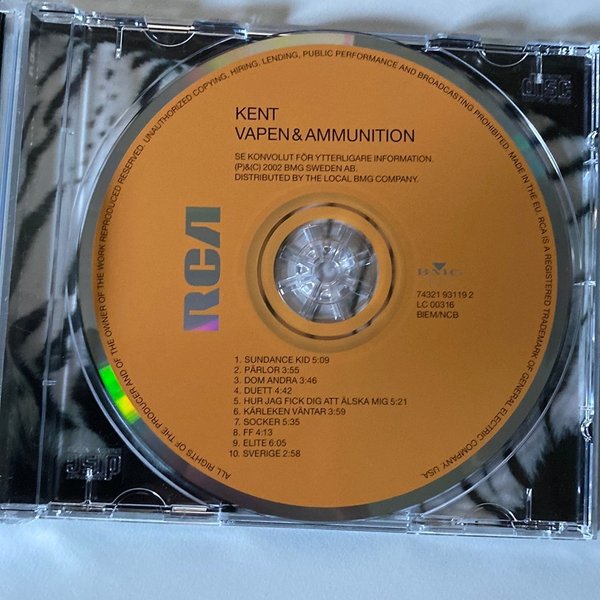 KENT
VAPEN & AMMUNITION
SE KONVOLUT FÖR YTTERLIGARE INFORMATION.
(P)&(C) 2002 BMG SWEDEN AB.
DISTRIBUTED BY THE LOCAL BMG COMPANY.
RCA
BMG
74321 93119 2
LC 00316
BIEM/NCB
1. SUNDANCE KID 5:09
2. PÄRLOR 3:55
3. DOM ANDRA 3:46
4. DUETT 4:42
5. HUR JAG FICK DIG ATT ÄLSKA MIG 5:21
6. KÄRLEKEN VÄNTAR 3:59
7. SOCKER 5:35
8. FF 4:13
9. ELITE 6:05
10. SVERIGE 2:58
ALL RIGHTS OF THE PRODUCER AND OF THE OWNER OF THE WORK REPRODUCED RESERVED. UNAUTHORIZED COPYING, HIRING, LENDING, PUBLIC PERFORMANCE AND BROADCASTING PROHIBITED. MADE IN THE EU. RCA IS A REGISTERED TRADEMARK OF GENERAL ELECTRIC COMPANY, USA.
disc